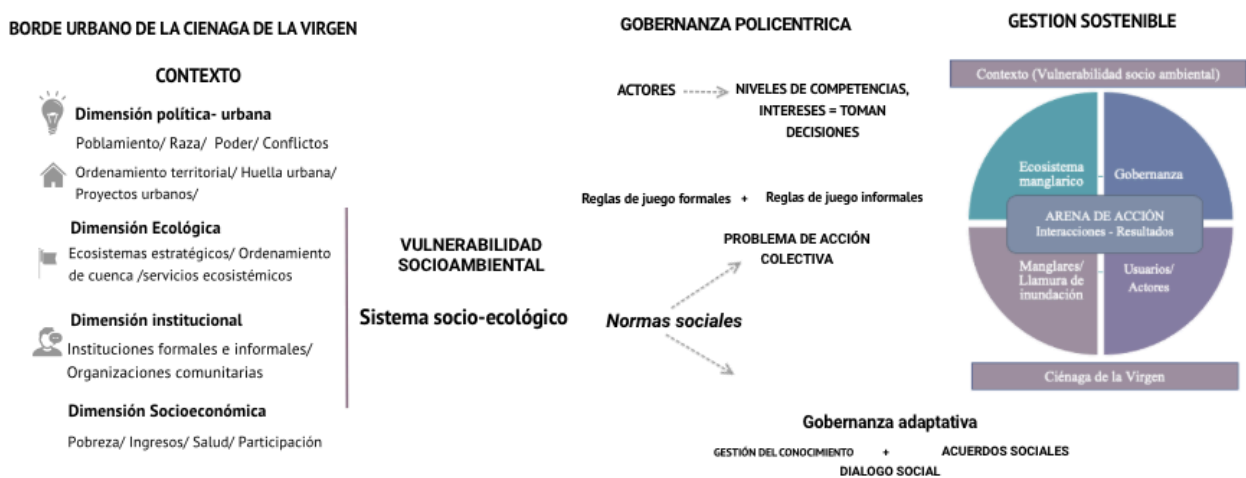 BORDE URBANO DE LA CIENAGA DE LA VIRGEN
CONTEXTO
Dimensión política- urbana
Poblamiento/ Raza/ Poder/ Conflictos
Ordenamiento territorial/ Huella urbana/
Proyectos urbanos/
Dimensión Ecológica
Ecosistemas estratégicos/ Ordenamiento
de cuenca /servicios ecosistémicos
Dimensión institucional
Instituciones formales e informales/
Organizaciones comunitarias
Dimensión Socioeconómica
Pobreza/ Ingresos/ Salud/ Participación
VULNERABILIDAD
SOCIOAMBIENTAL
Sistema socio-ecológico
GOBERNANZA POLICENTRICA
ACTORES
NIVELES DE COMPETENCIAS,
INTERESES = TOMAN
DECISIONES
Reglas de juego formales + Reglas de juego informales
PROBLEMA DE ACCIÓN
COLECTIVA
Normas sociales
Gobernanza adaptativa
GESTIÓN DEL CONOCIMIENTO + ACUERDOS SOCIALES
DIALOGO SOCIAL
GESTION SOSTENIBLE
Contexto (Vulnerabilidad socio ambiental)
Ecosistema
manglarico
Gobernanza
ARENA DE ACCIÓN
Interacciones - Resultados
Manglares/
Llamura de
inundación
Usuarios/
Actores
Ciénaga de la Virgen